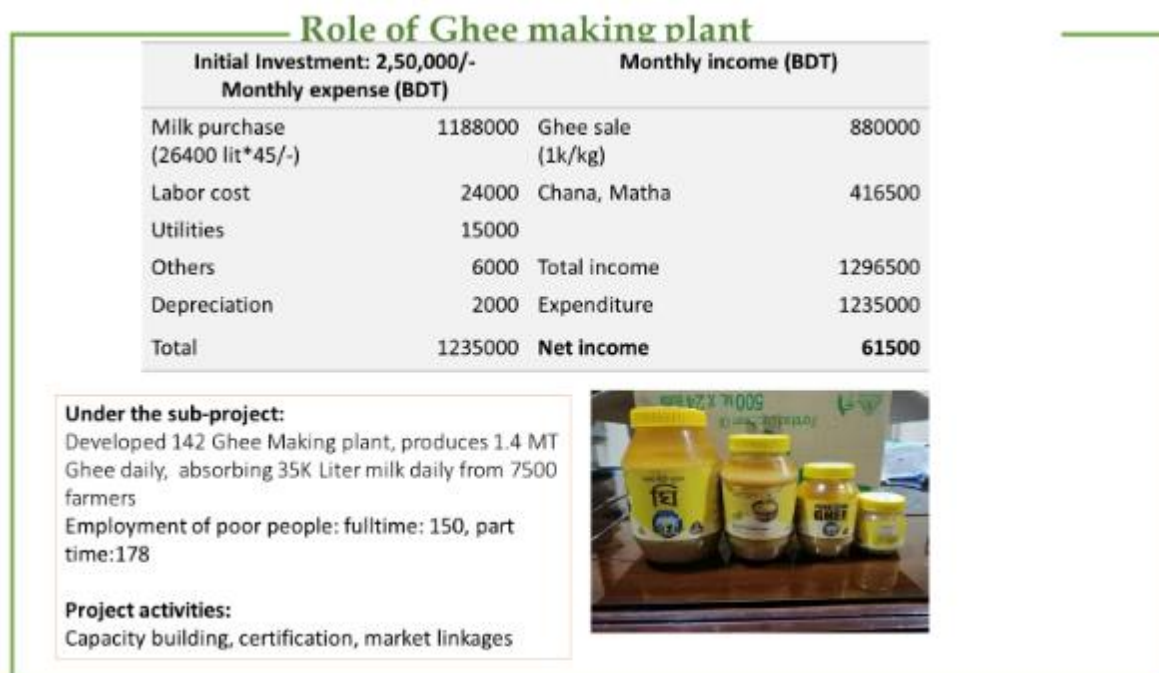 Role of Ghee making plant
Initial Investment: 2,50,000/-
Monthly expense (BDT)
Monthly income (BDT)
Milk purchase
(26400 lit*45/-)
1188000
Ghee sale
(1k/kg)
880000
Labor cost 24000 Chana, Matha 416500
Utilities 15000
Others 6000 Total income 1296500
Depreciation 2000 Expenditure 1235000
Total 1235000 Net income 61500
Under the sub-project:
Developed 142 Ghee Making plant, produces 1.4 MT
Ghee daily, absorbing 35K Liter milk daily from 7500
farmers
Employment of poor people: fulltime: 150, part
time:178
Project activities:
Capacity building, certification, market linkages
ঘি
GHEE